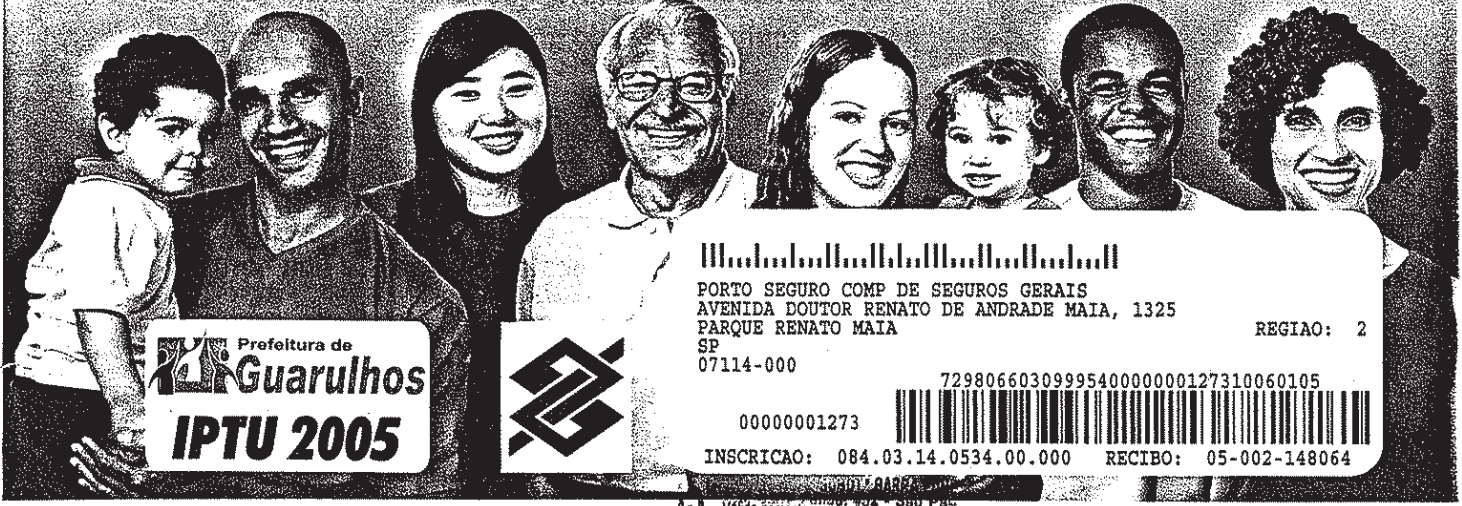 PORTO SEGURO COMP DE SEGUROS GERAIS
AVENIDA DOUTOR RENATO DE ANDRADE MAIA, 1325
PARQUE RENATO MAIA REGIAO: 2
SP
07114-000
72980660309995400000000127310060105
00000001273
INSCRICAO: 084.03.14.0534.00.000 RECIBO: 05-002-148064
Prefeitura de
Guarulhos
IPTU 2005